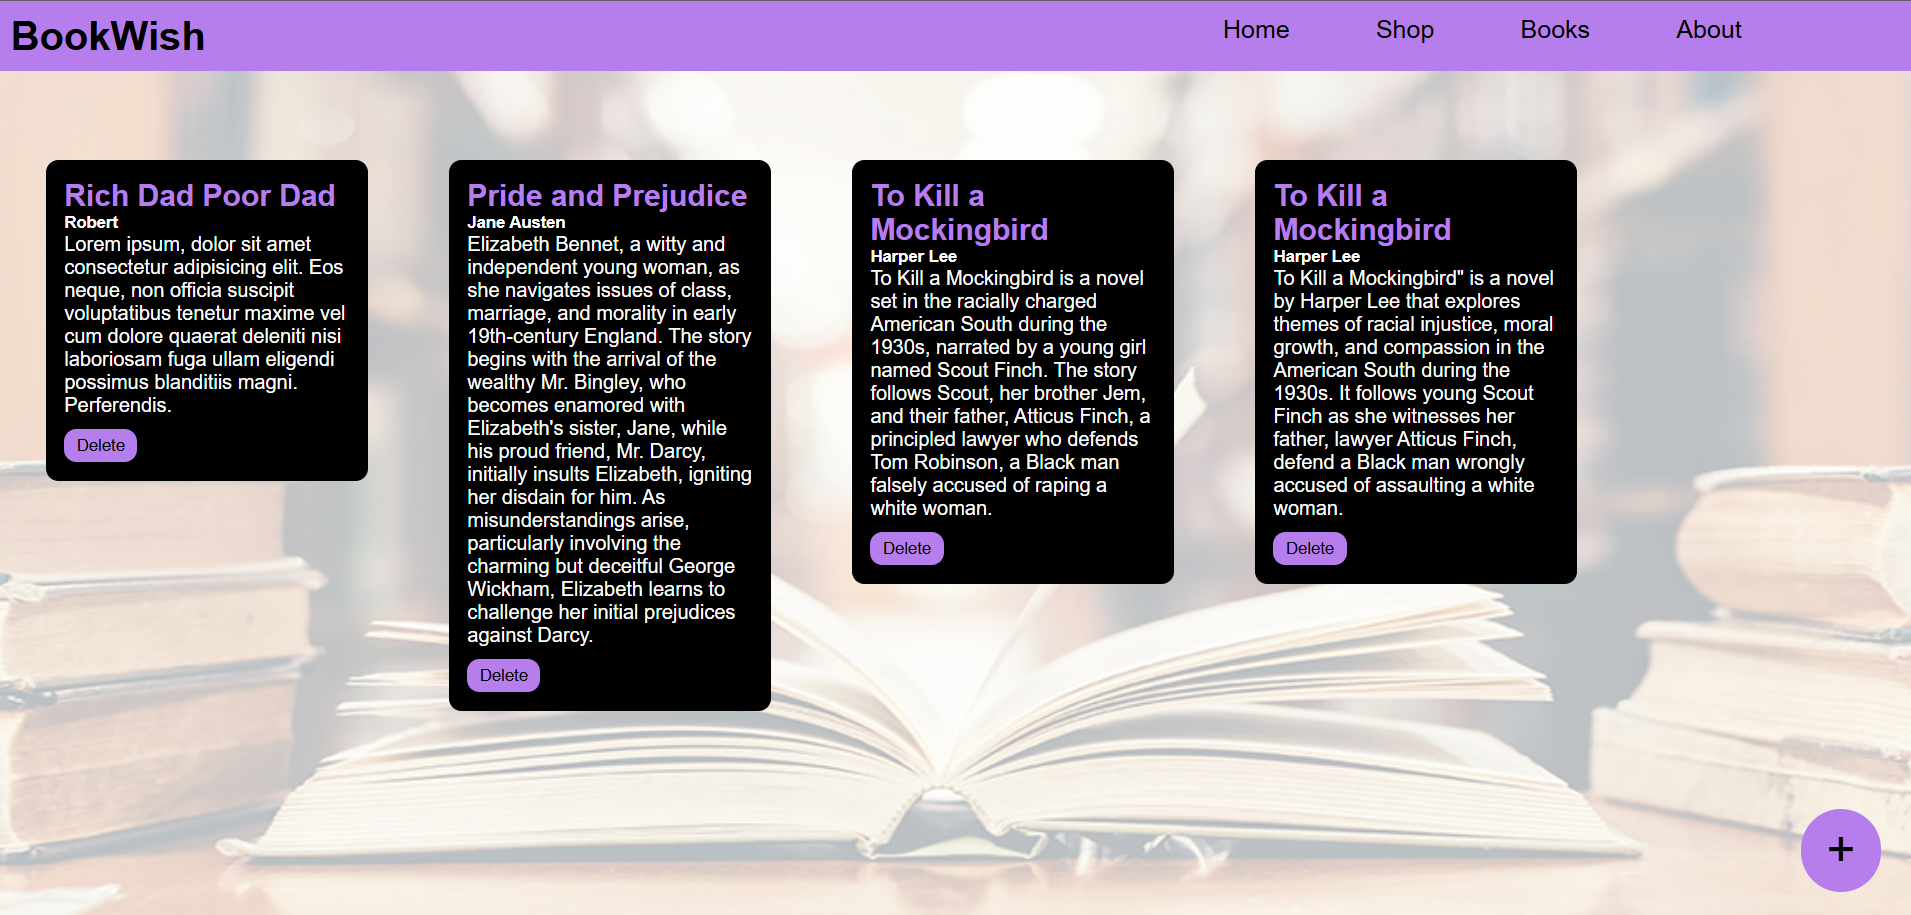 BookWish
Home Shop Books About
Rich Dad Poor Dad
Robert
Lorem ipsum, dolor sit amet
consectetur adipisicing elit. Eos
neque, non officia suscipit
voluptatibus tenetur maxime vel
cum dolore quaerat deleniti nisi
laboriosam fuga ullam eligendi
possimus blanditiis magni.
Perferendis.
Delete
Pride and Prejudice
Jane Austen
Elizabeth Bennet, a witty and
independent young woman, as
she navigates issues of class,
marriage, and morality in early
19th-century England. The story
begins with the arrival of the
wealthy Mr. Bingley, who
becomes enamored with
Elizabeth's sister, Jane, while
his proud friend, Mr. Darcy,
initially insults Elizabeth, igniting
her disdain for him. As
misunderstandings arise,
particularly involving the
charming but deceitful George
Wickham, Elizabeth learns to
challenge her initial prejudices
against Darcy.
Delete
To Kill a
Mockingbird
Harper Lee
To Kill a Mockingbird is a novel
set in the racially charged
American South during the
1930s, narrated by a young girl
named Scout Finch. The story
follows Scout, her brother Jem,
and their father, Atticus Finch, a
principled lawyer who defends
Tom Robinson, a Black man
falsely accused of raping a
white woman.
Delete
To Kill a
Mockingbird
Harper Lee
To Kill a Mockingbird" is a novel
by Harper Lee that explores
themes of racial injustice, moral
growth, and compassion in the
American South during the
1930s. It follows young Scout
Finch as she witnesses her
father, lawyer Atticus Finch,
defend a Black man wrongly
accused of assaulting a white
woman.
Delete
+